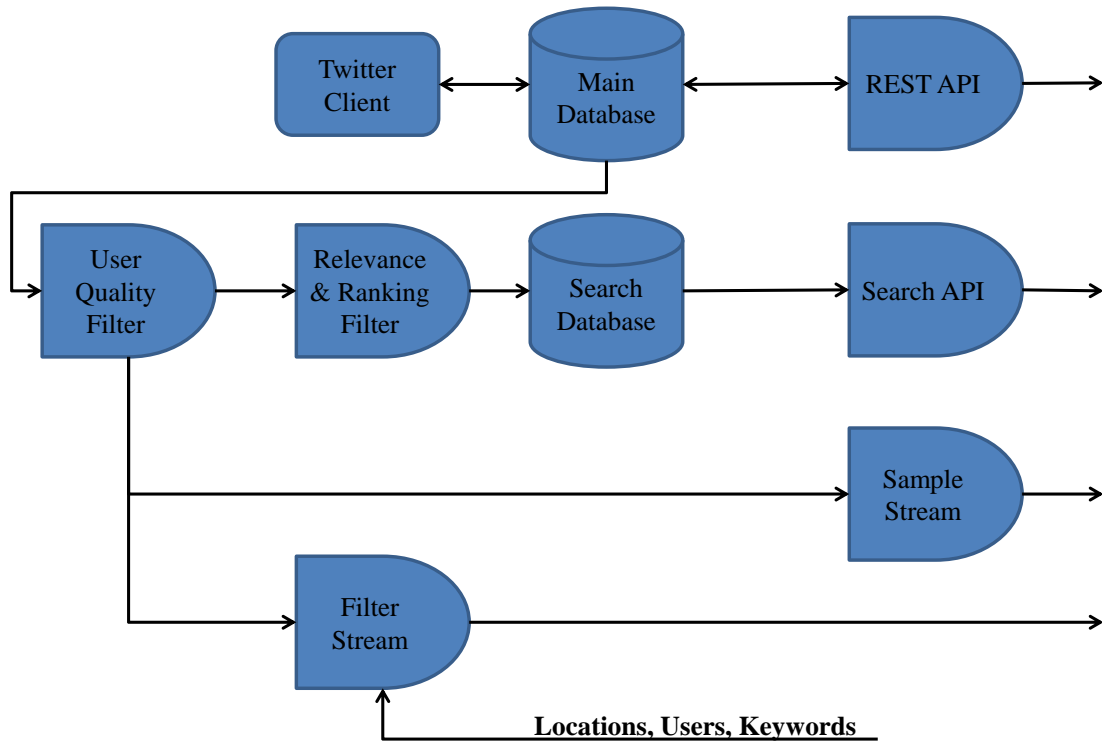 Twitter
Client
Main
Database
REST API
User
Quality
Filter
Relevance
& Ranking
Filter
Search
Database
Search API
Sample
Stream
Filter
Stream
Locations, Users, Keywords